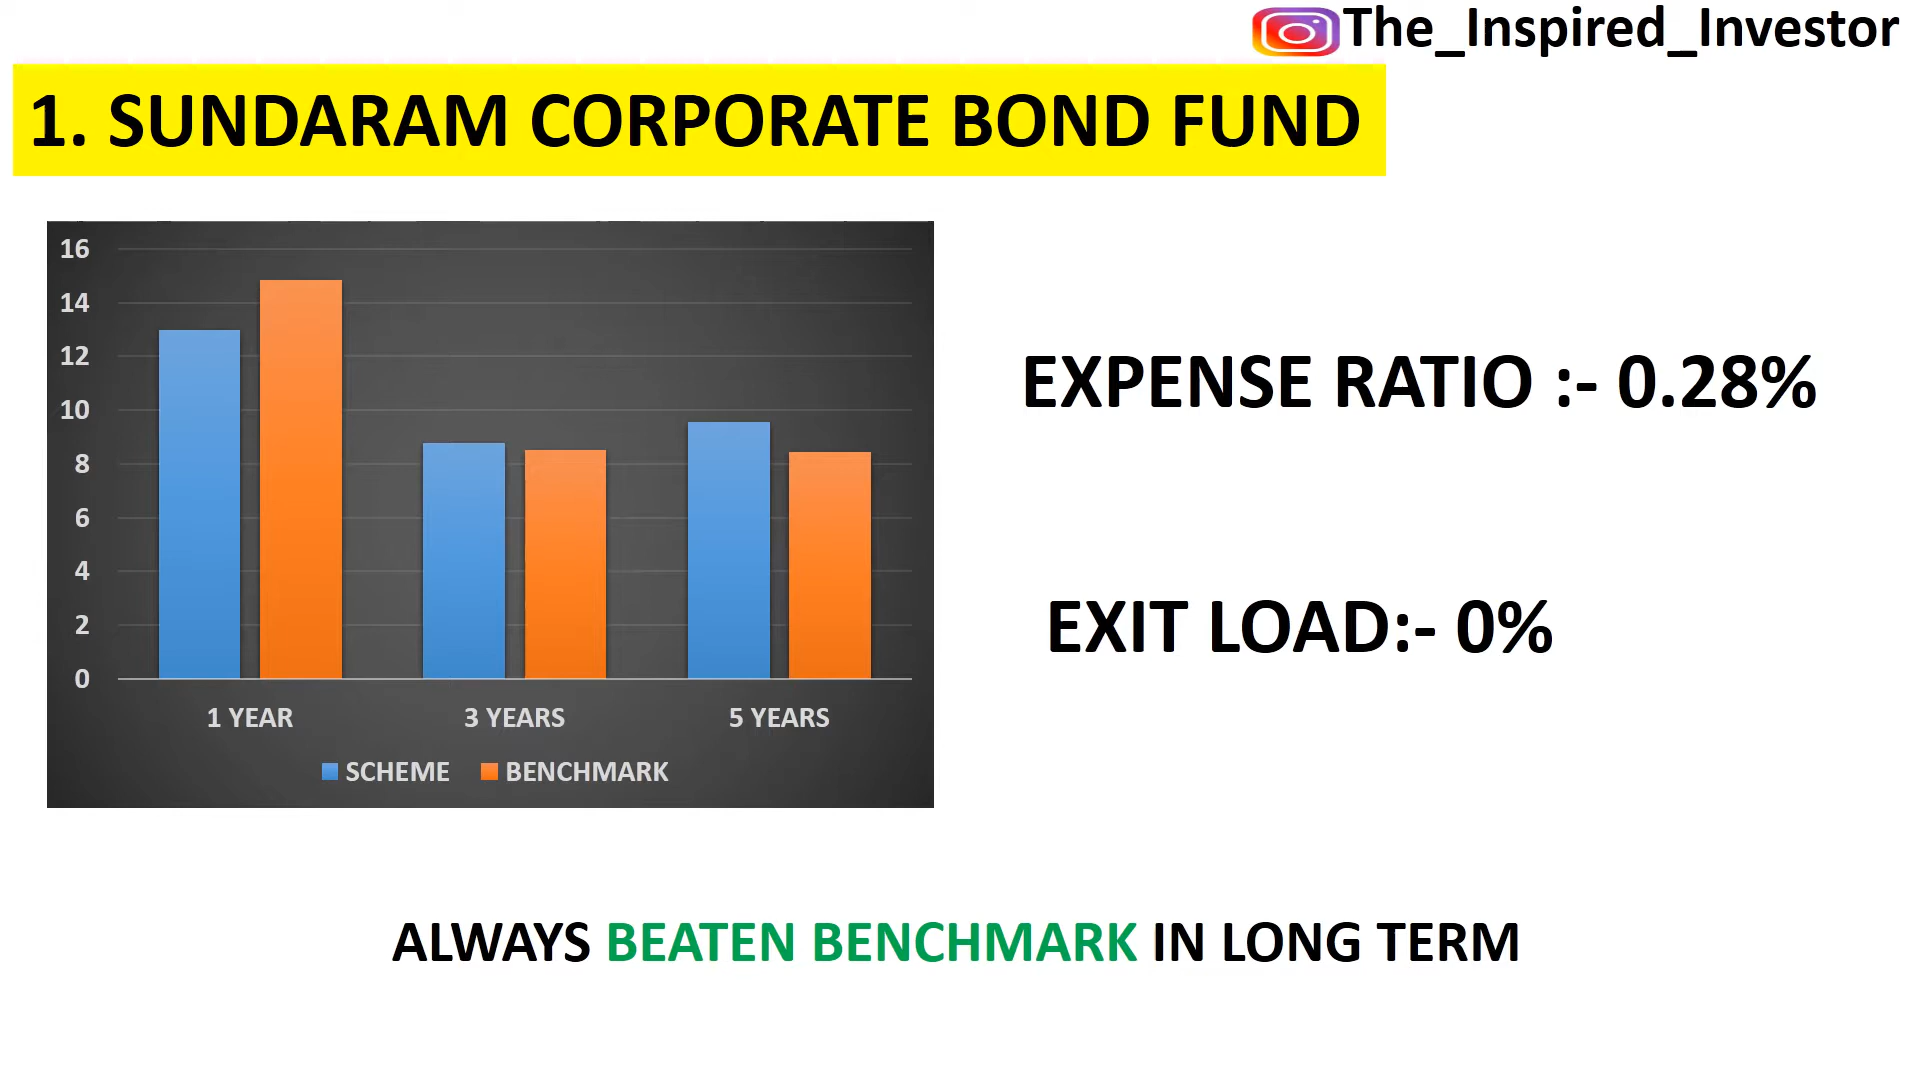 The_Inspired_Investor
1. SUNDARAM CORPORATE BOND FUND
16
14
12
10
8
6
4
2
0
1 YEAR
3 YEARS
5 YEARS
SCHEME
BENCHMARK
EXPENSE RATIO :- 0.28%
EXIT LOAD:- 0%
ALWAYS BEATEN BENCHMARK IN LONG TERM